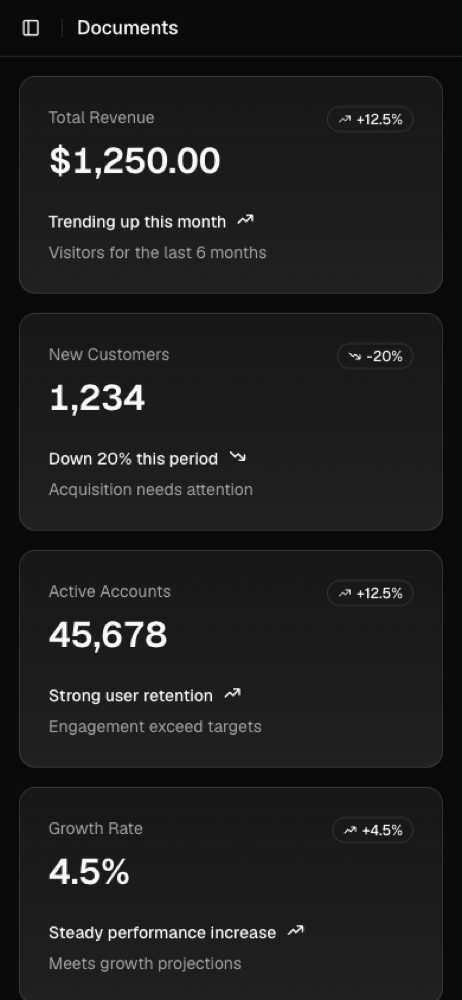 Documents
Total Revenue
+12.5%
$1,250.00
Trending up this month
Visitors for the last 6 months
New Customers
-20%
1,234
Down 20% this period
Acquisition needs attention
Active Accounts
+12.5%
45,678
Strong user retention
Engagement exceed targets
Growth Rate
+4.5%
4.5%
Steady performance increase
Meets growth projections